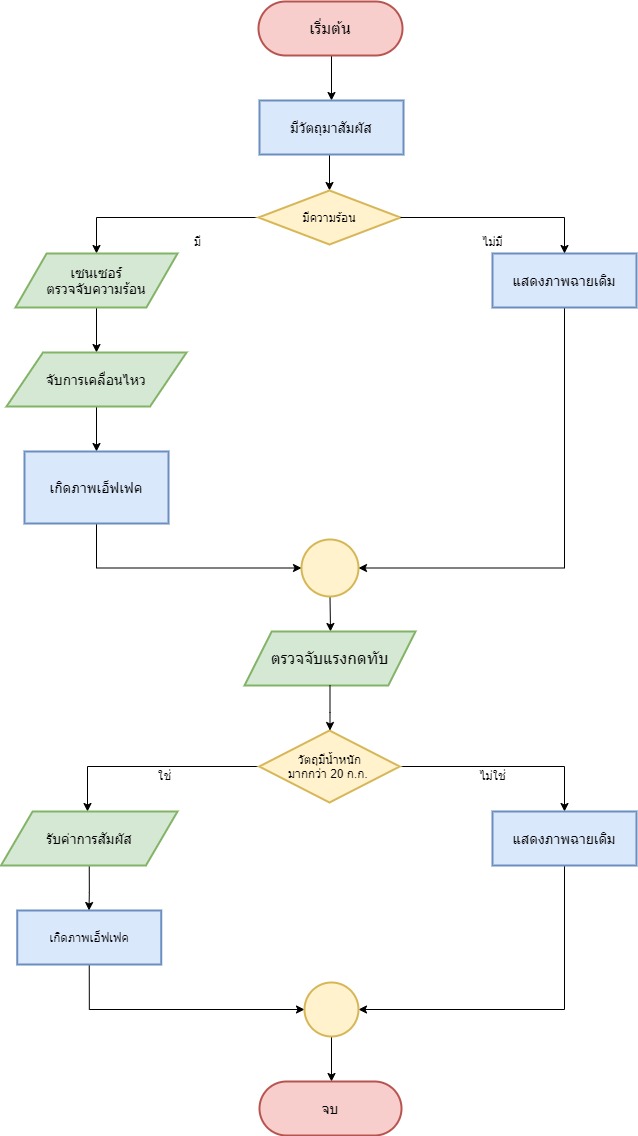 เริ่มต้น
มีวัตถุมาสัมผัส
มีความร้อน
มี
ไม่มี
เซนเซอร์
ตรวจจับความร้อน
แสดงภาพฉายเดิม
จับการเคลื่อนไหว
เกิดภาพเอ็ฟเฟค
ตรวจจับแรงกดทับ
วัตถุมีน้ำหนัก
มากกว่า 20 ก.ก.
ใช่
ไม่ใช่
รับค่าการสัมผัส
แสดงภาพฉายเดิม
เกิดภาพเอ็ฟเฟค
จบ